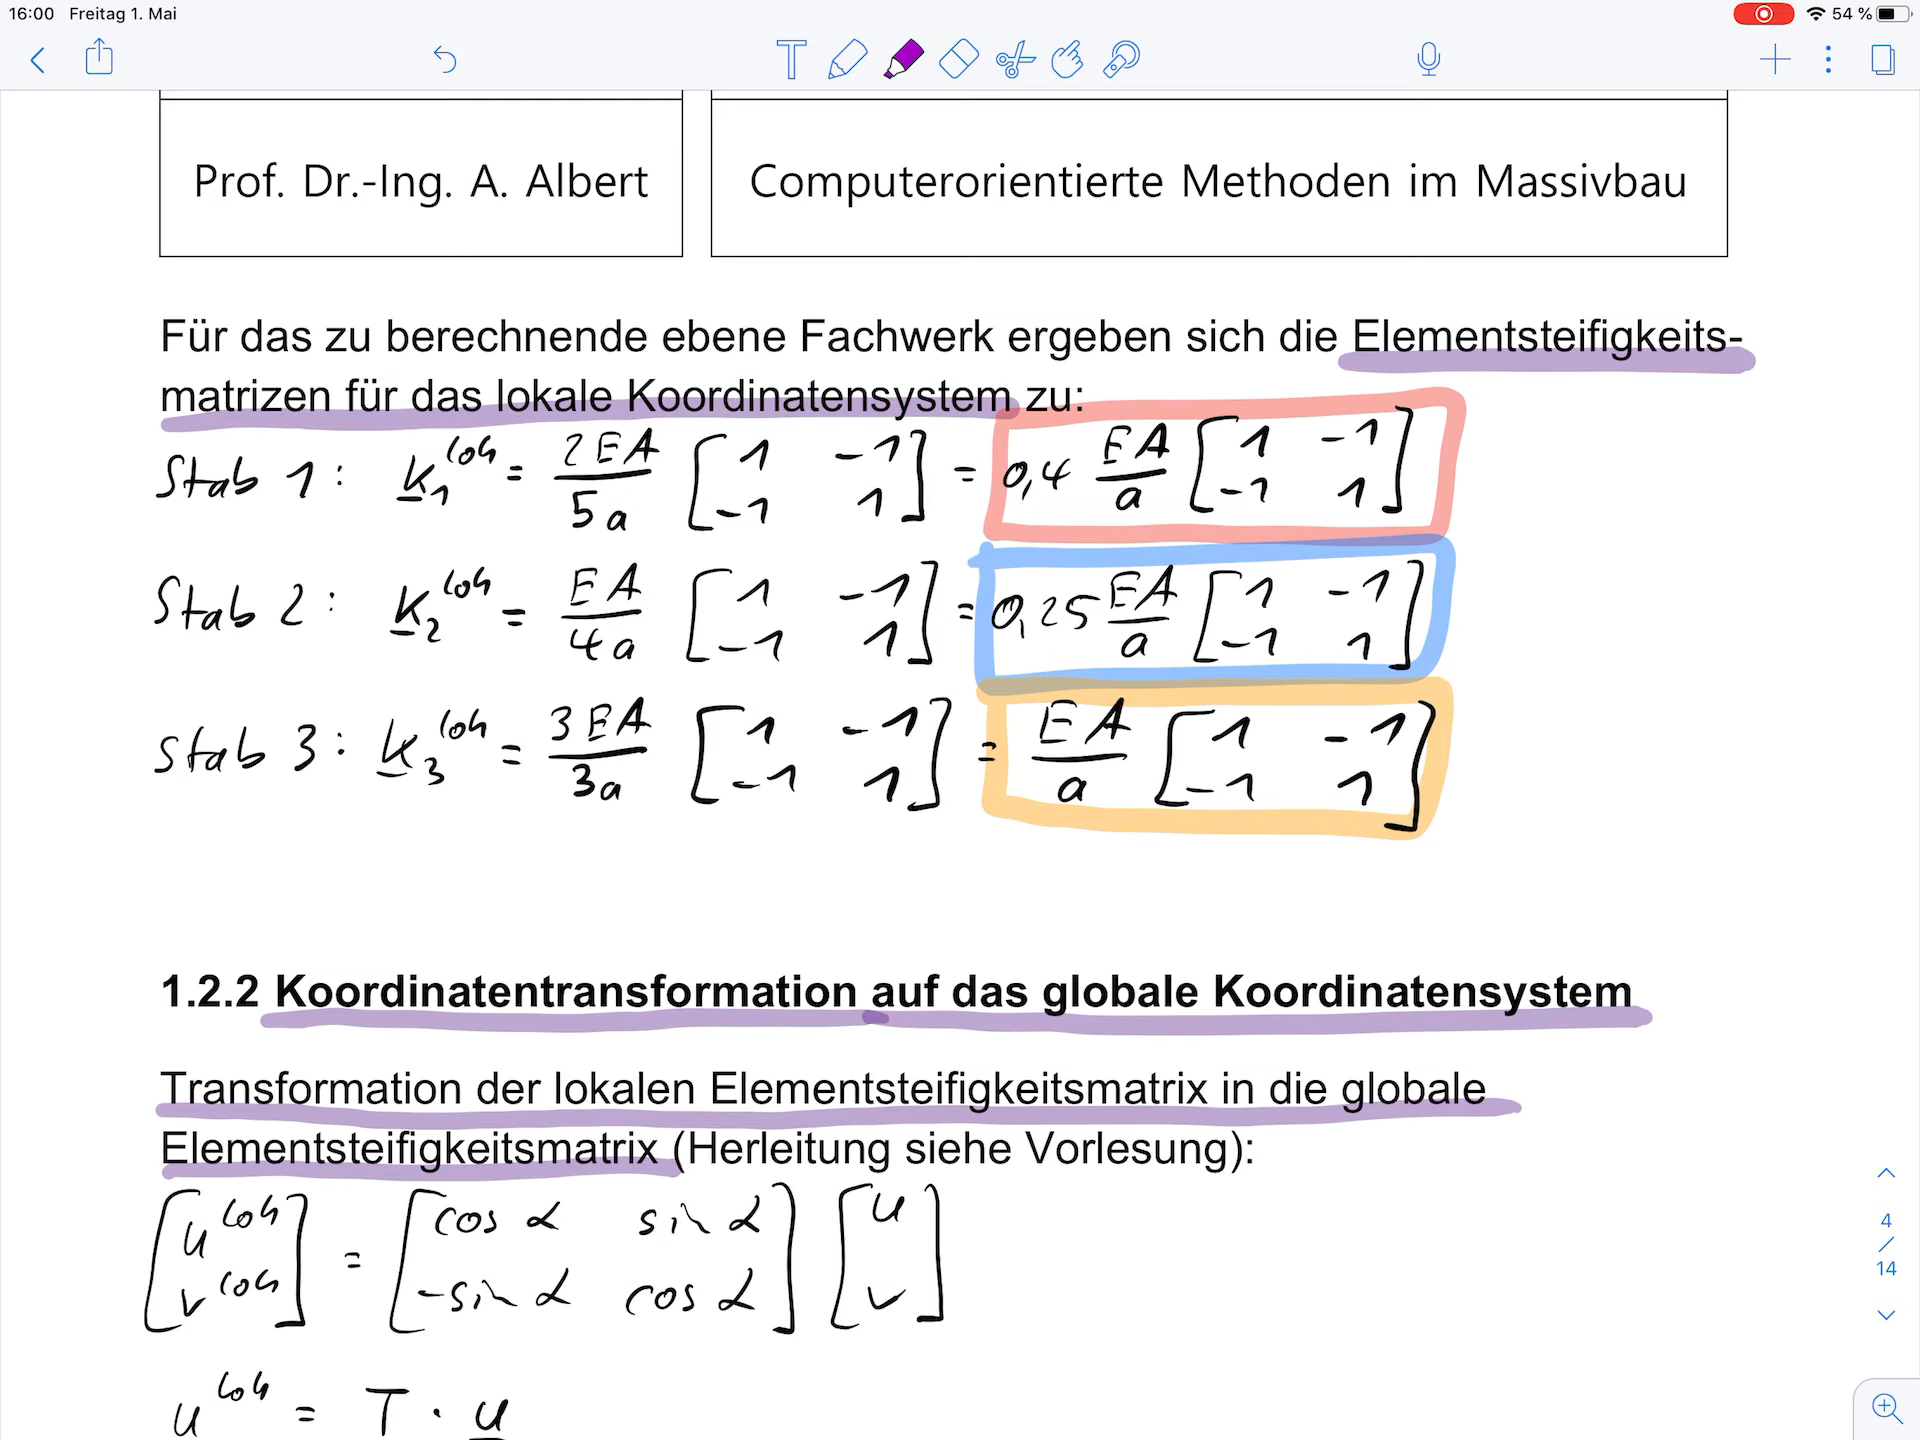 16:00 Freitag 1. Mai 54 %
Prof. Dr.-Ing. A. Albert
Computerorientierte Methoden im Massivbau
Für das zu berechnende ebene Fachwerk ergeben sich die Elementsteifigkeits-
matrizen für das lokale Koordinatensystem zu:
Stab 1: k₁^lok = 2EA/5a [1 -1; -1 1] = 0,4 EA/a [1 -1; -1 1]
Stab 2: k₂^lok = EA/4a [1 -1; -1 1] = 0,25 EA/a [1 -1; -1 1]
Stab 3: k₃^lok = 3EA/3a [1 -1; -1 1] = EA/a [1 -1; -1 1]
1.2.2 Koordinatentransformation auf das globale Koordinatensystem
Transformation der lokalen Elementsteifigkeitsmatrix in die globale
Elementsteifigkeitsmatrix (Herleitung siehe Vorlesung):
[u^lok; v^lok] = [cos α sin α; -sin α cos α] [u; v]
u^lok = T · u
4
/
14